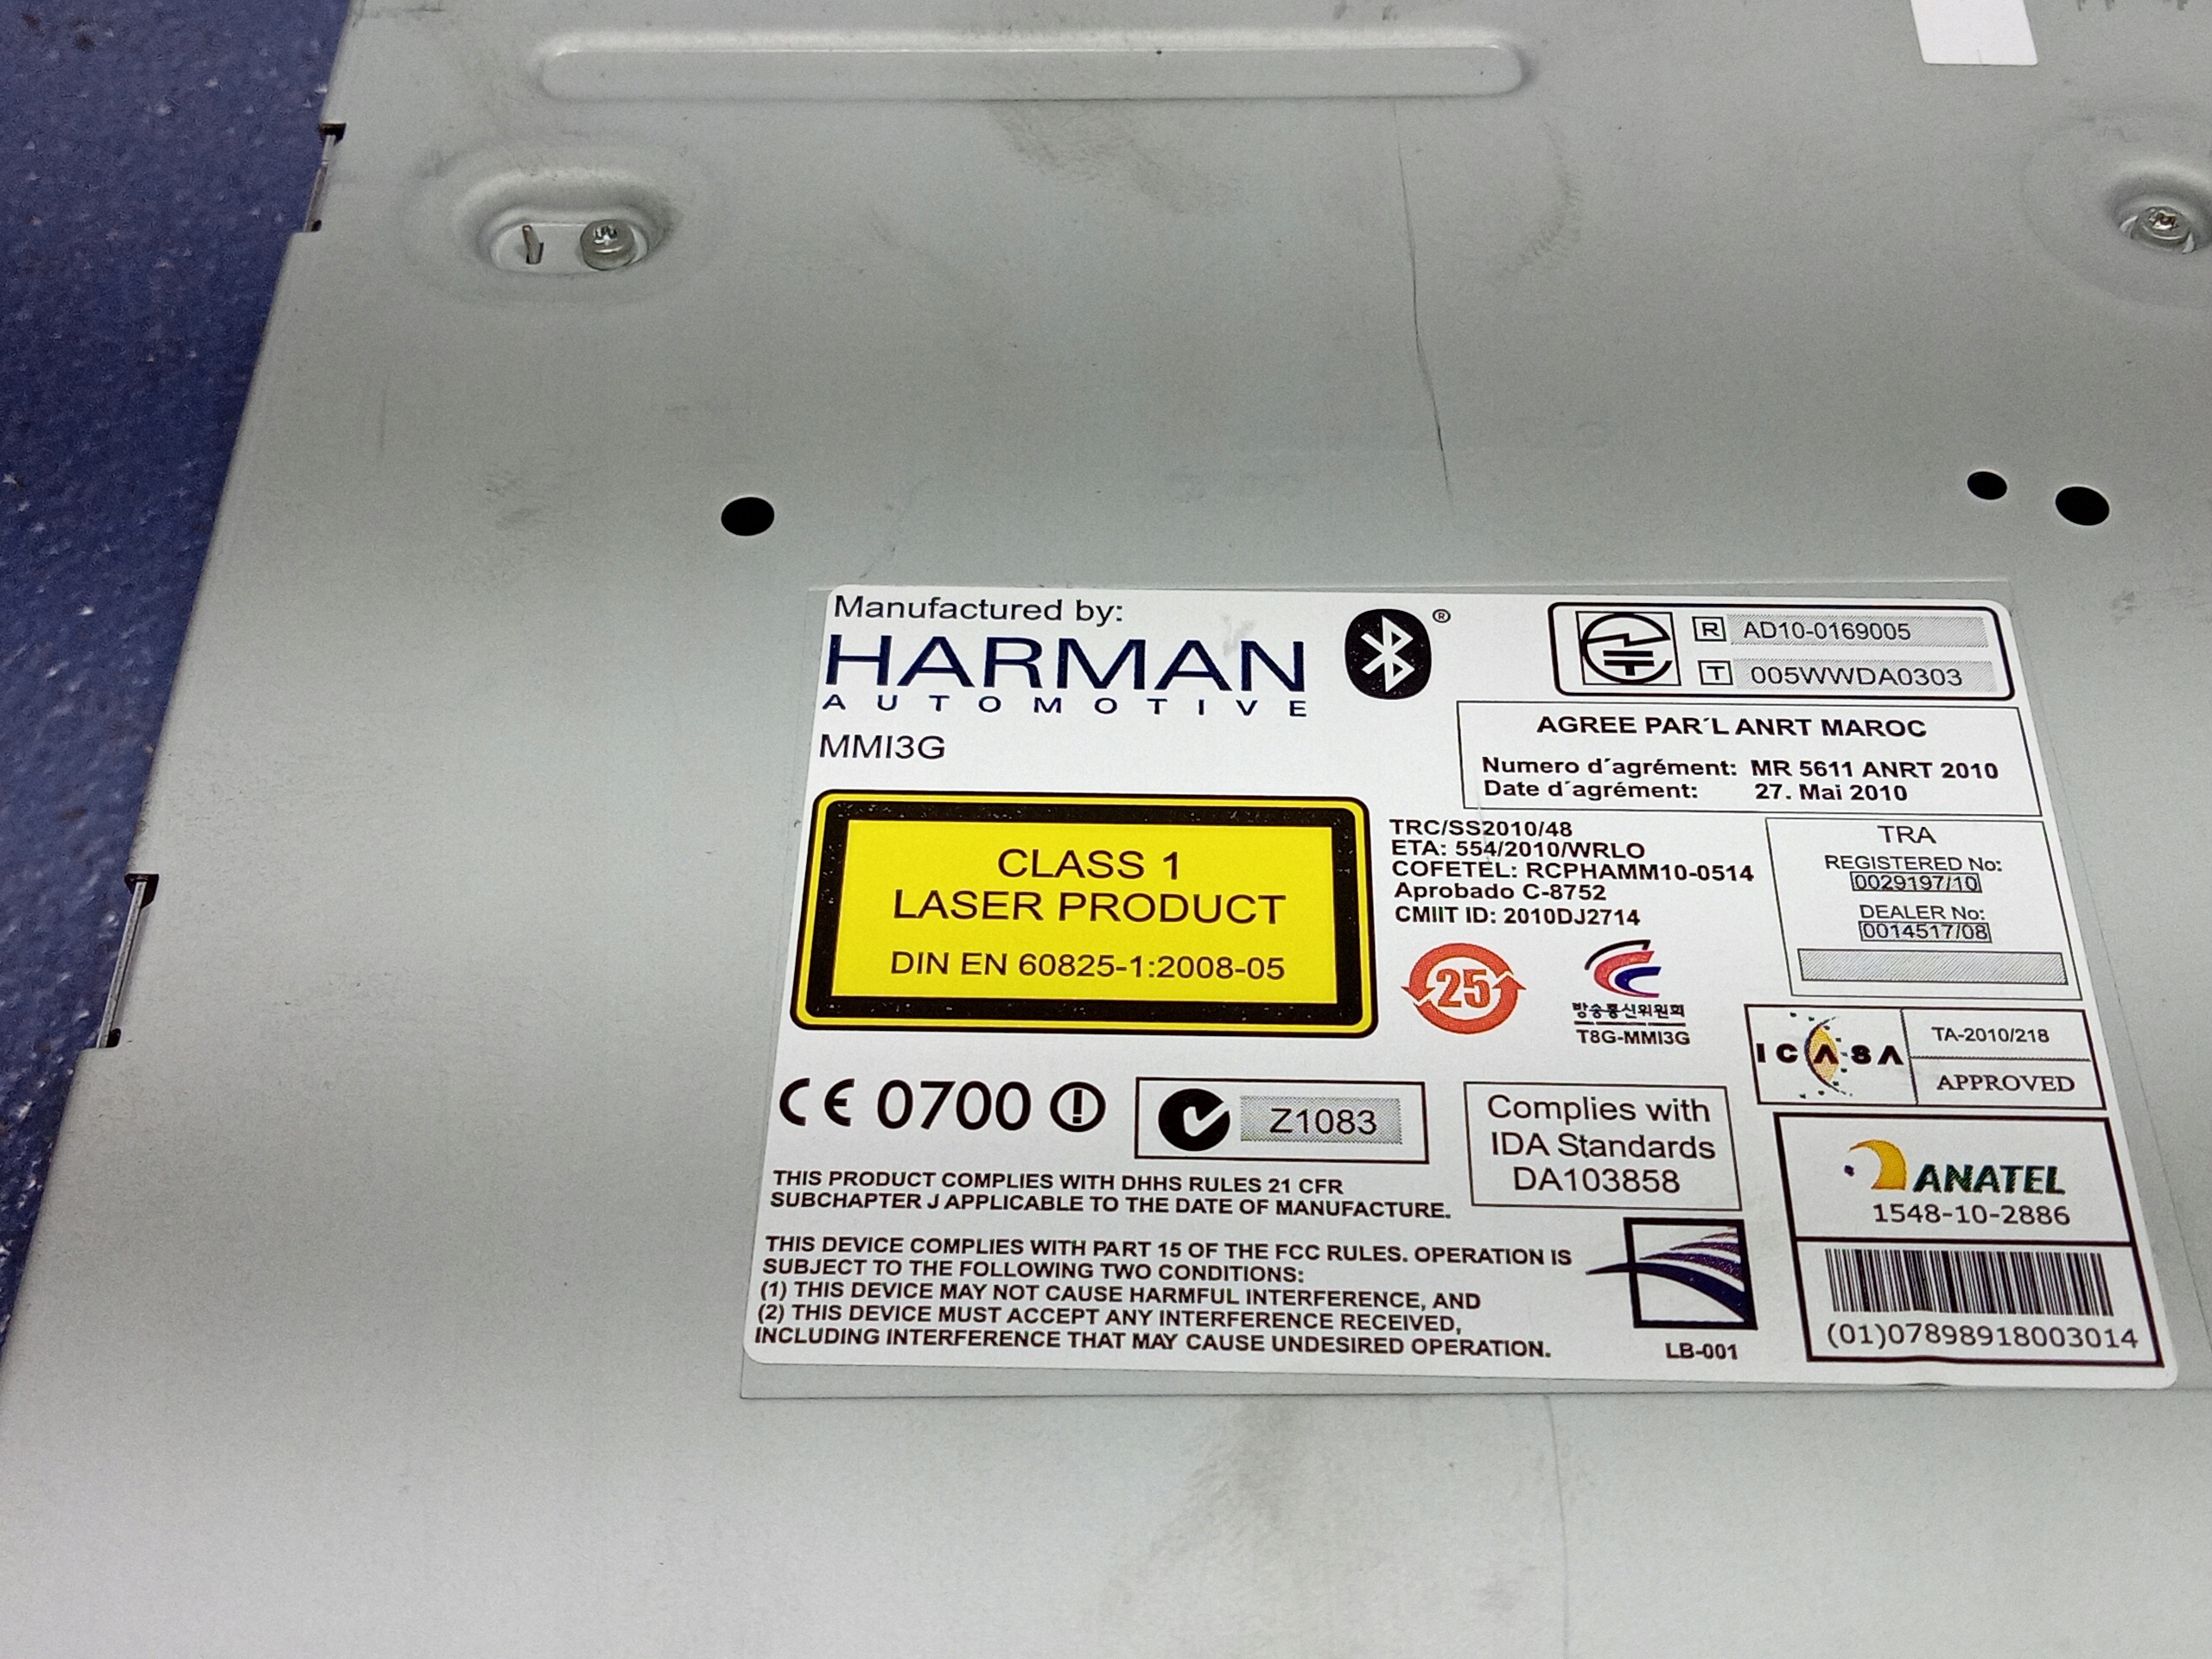 Manufactured by:
HARMAN
AUTOMOTIVE
MMI3G
®
R AD10-0169005
T 005WWDA0303
AGREE PAR´L ANRT MAROC
Numero d´agrément: MR 5611 ANRT 2010
Date d´agrément: 27. Mai 2010
CLASS 1
LASER PRODUCT
DIN EN 60825-1:2008-05
TRC/SS2010/48
ETA: 554/2010/WRLO
COFETEL: RCPHAMM10-0514
Aprobado C-8752
CMIIT ID: 2010DJ2714
TRA
REGISTERED No:
0029197/10
DEALER No:
0014517/08
25
방송통신위원회
T8G-MMI3G
ICASA
TA-2010/218
APPROVED
CE 0700
Z1083
Complies with
IDA Standards
DA103858
ANATEL
1548-10-2886
(01)07898918003014
THIS PRODUCT COMPLIES WITH DHHS RULES 21 CFR
SUBCHAPTER J APPLICABLE TO THE DATE OF MANUFACTURE.
THIS DEVICE COMPLIES WITH PART 15 OF THE FCC RULES. OPERATION IS
SUBJECT TO THE FOLLOWING TWO CONDITIONS:
(1) THIS DEVICE MAY NOT CAUSE HARMFUL INTERFERENCE, AND
(2) THIS DEVICE MUST ACCEPT ANY INTERFERENCE RECEIVED,
INCLUDING INTERFERENCE THAT MAY CAUSE UNDESIRED OPERATION.
LB-001